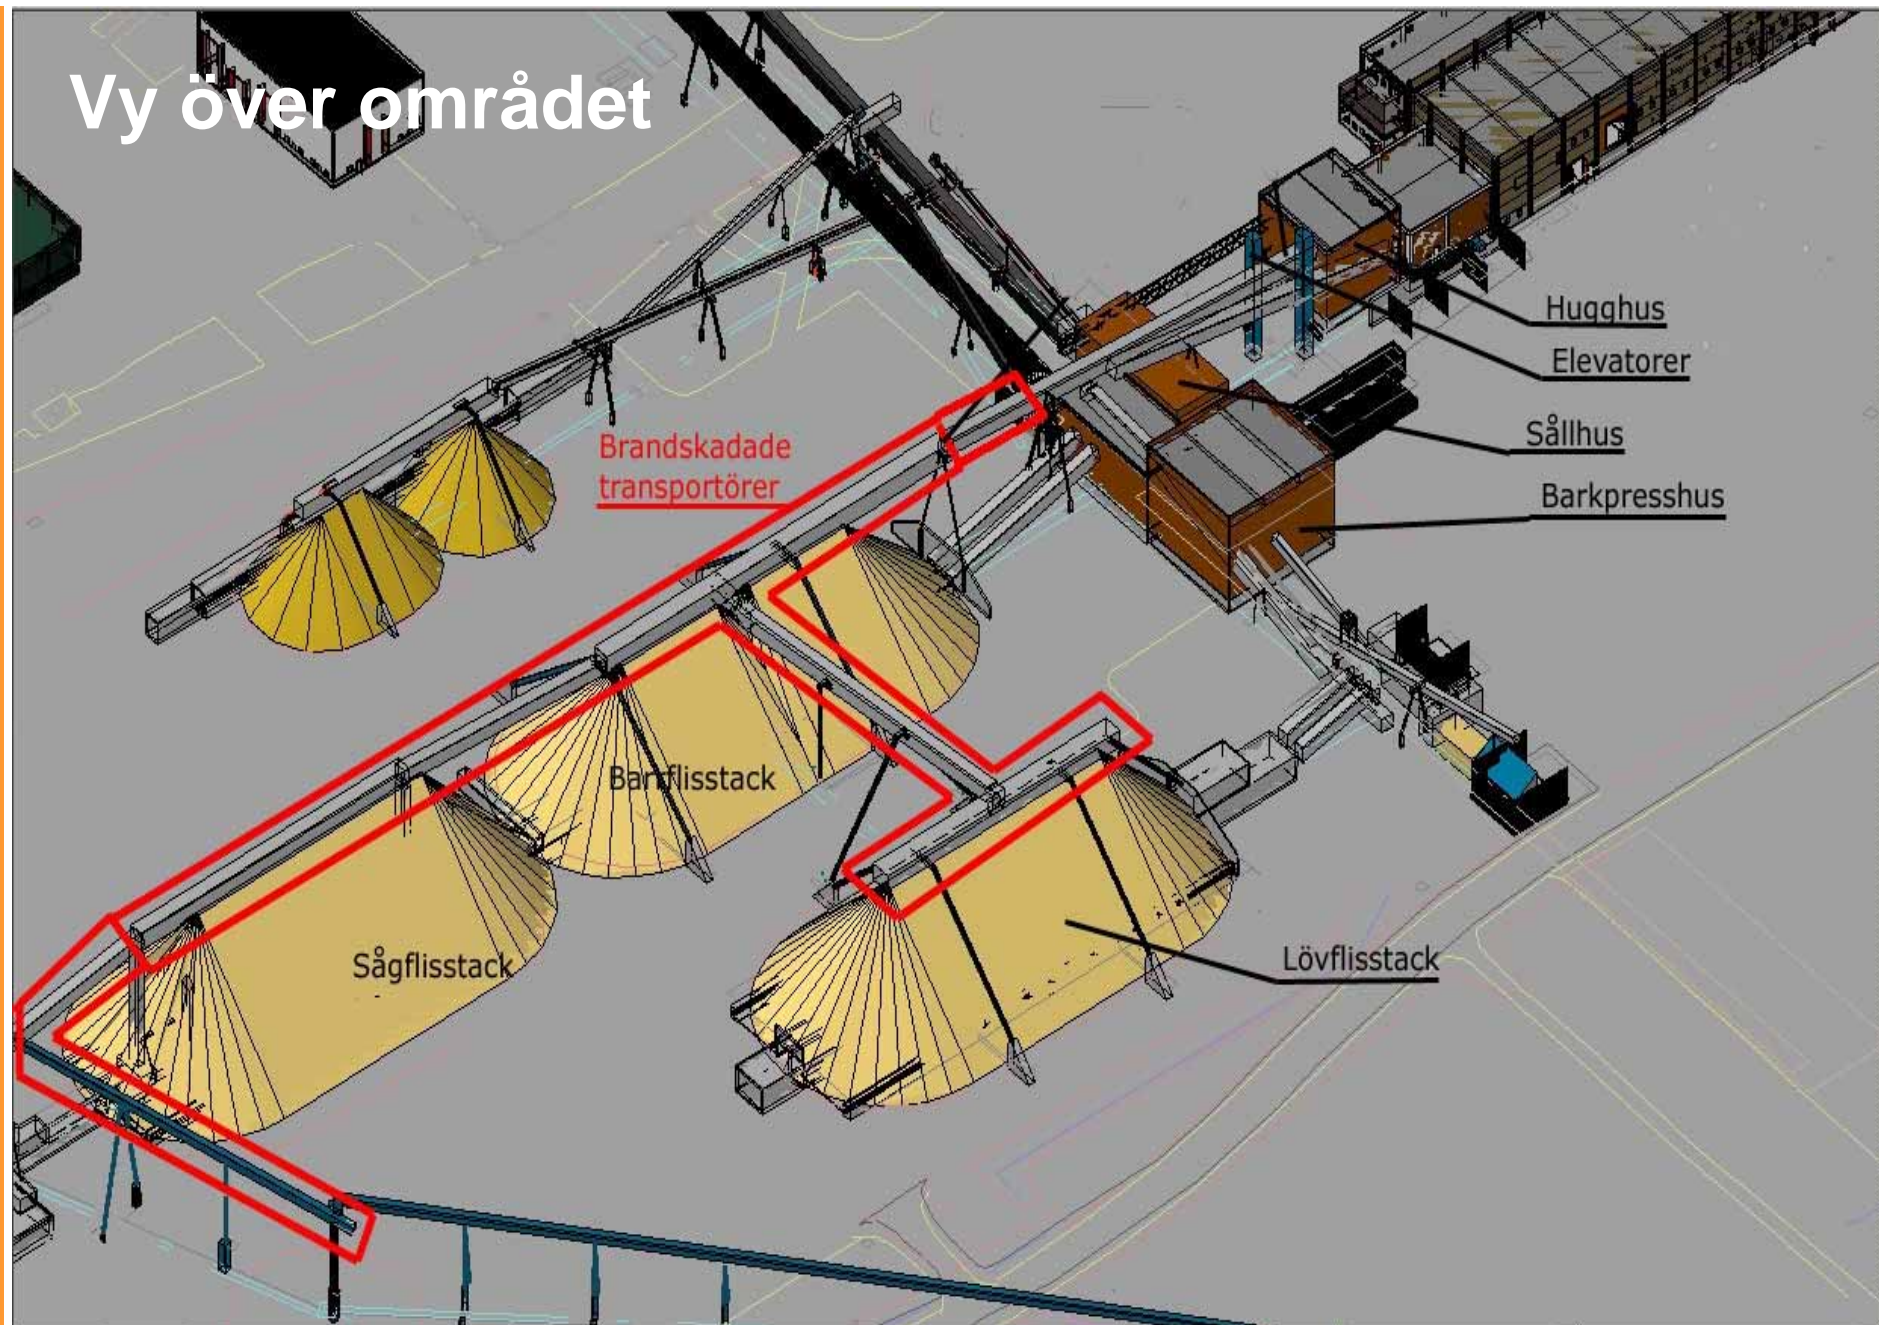 Vy över området
Hugghus
Elevatorer
Sållhus
Brandskadade
transportörer
Barkpresshus
Barrflisstack
Sågflisstack
Lövflisstack